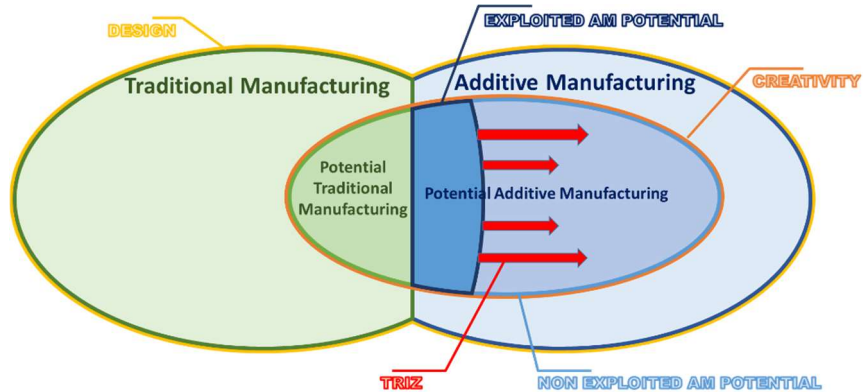 EXPLOITED AM POTENTIAL
DESIGN
Traditional Manufacturing
Additive Manufacturing
CREATIVITY
Potential
Traditional
Manufacturing
Potential Additive Manufacturing
TRIZ
NON EXPLOITED AM POTENTIAL